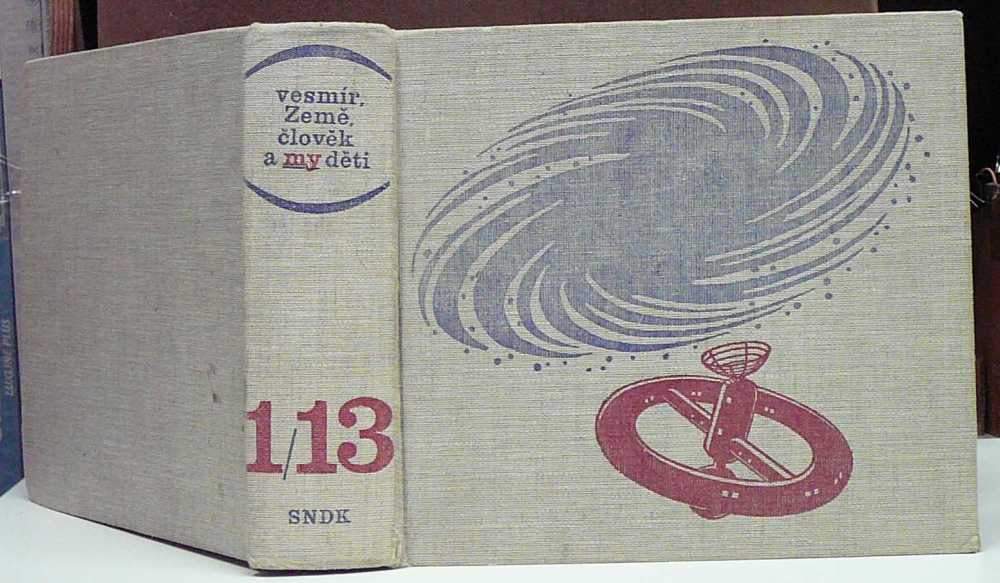 vesmír,
Země,
člověk
a my děti
1/13
SNDK